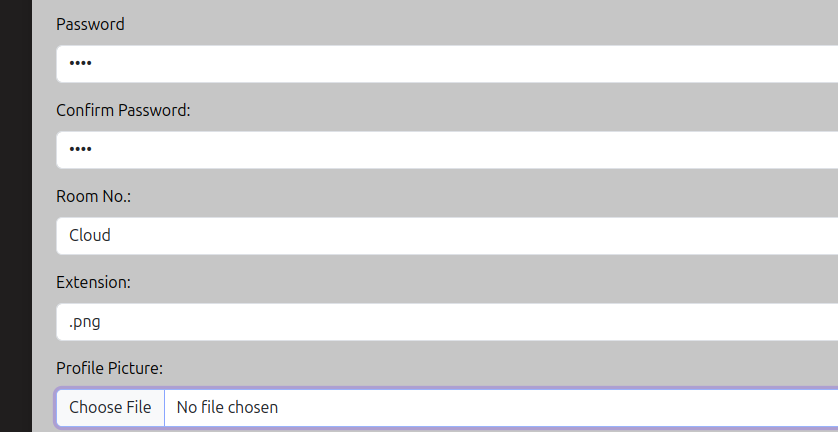 Password
••••
Confirm Password:
••••
Room No.:
Cloud
Extension:
.png
Profile Picture:
Choose File No file chosen